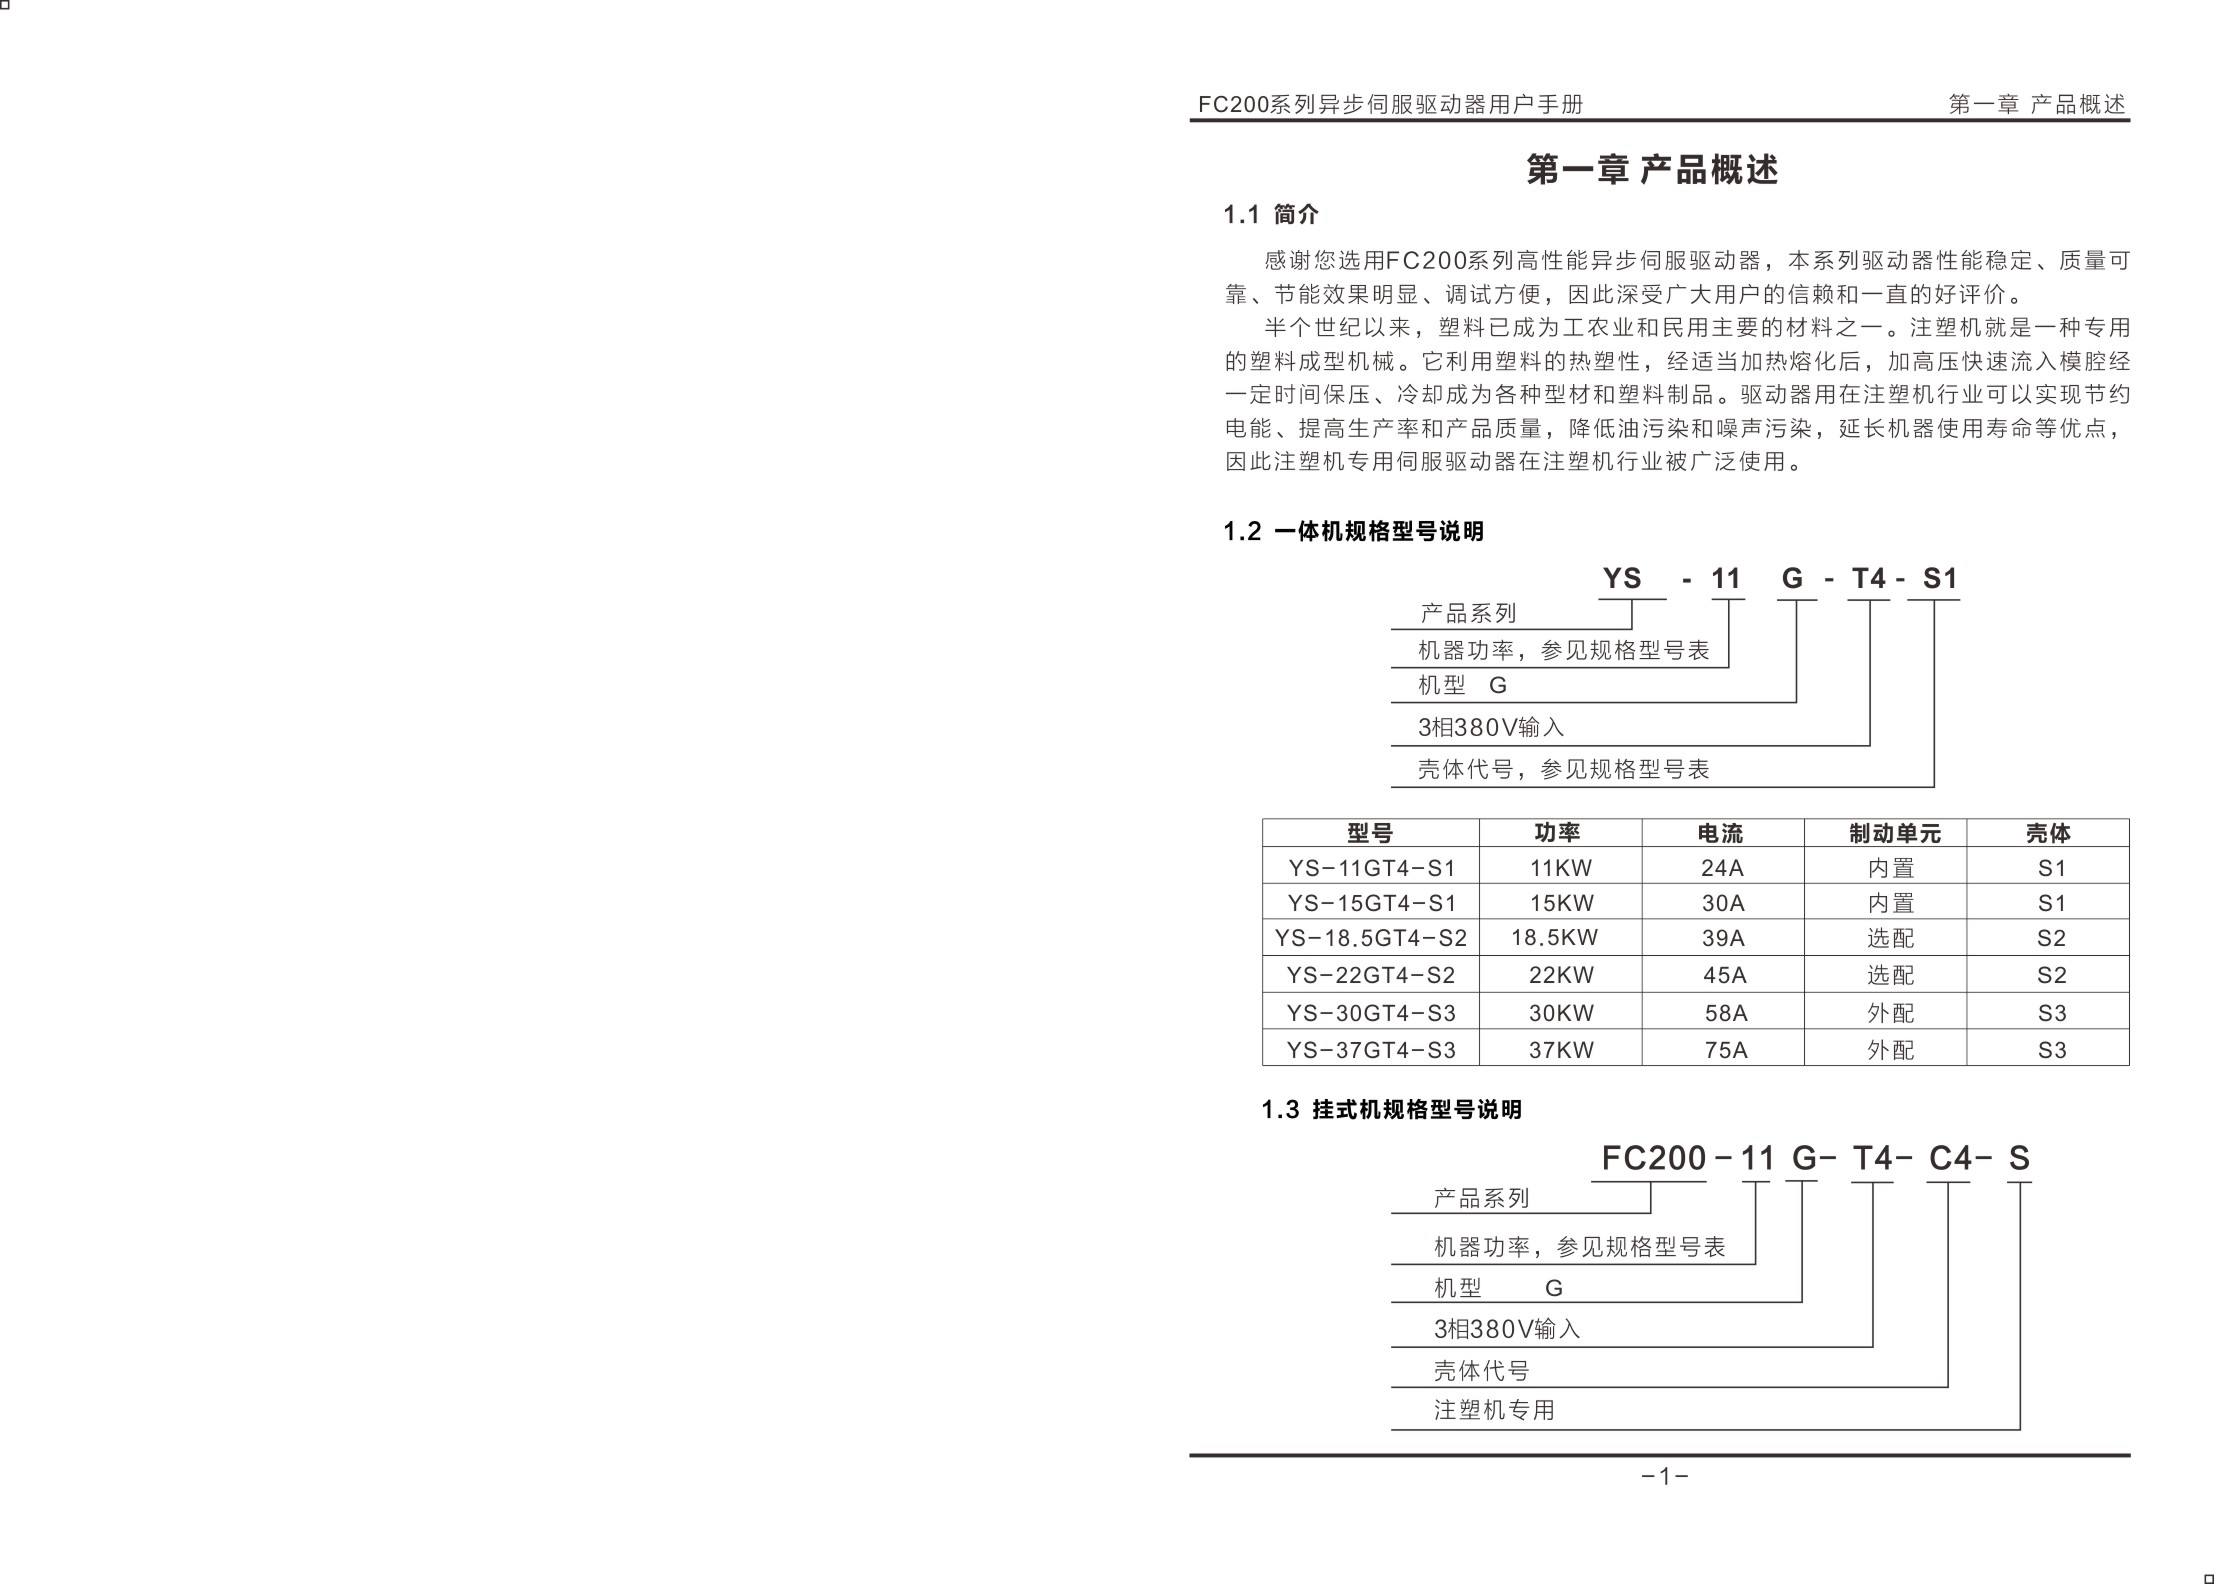 FC200系列异步伺服驱动器用户手册 第一章 产品概述
第一章 产品概述
1.1 简介
感谢您选用FC200系列高性能异步伺服驱动器，本系列驱动器性能稳定、质量可
靠、节能效果明显、调试方便，因此深受广大用户的信赖和一直的好评价。
半个世纪以来，塑料已成为工农业和民用主要的材料之一。注塑机就是一种专用
的塑料成型机械。它利用塑料的热塑性，经适当加热熔化后，加高压快速流入模腔经
一定时间保压、冷却成为各种型材和塑料制品。驱动器用在注塑机行业可以实现节约
电能、提高生产率和产品质量，降低油污染和噪声污染，延长机器使用寿命等优点，
因此注塑机专用伺服驱动器在注塑机行业被广泛使用。
1.2 一体机规格型号说明
YS - 11 G - T4 - S1
产品系列
机器功率，参见规格型号表
机型 G
3相380V输入
壳体代号，参见规格型号表
型号 功率 电流 制动单元 壳体
YS-11GT4-S1 11KW 24A 内置 S1
YS-15GT4-S1 15KW 30A 内置 S1
YS-18.5GT4-S2 18.5KW 39A 选配 S2
YS-22GT4-S2 22KW 45A 选配 S2
YS-30GT4-S3 30KW 58A 外配 S3
YS-37GT4-S3 37KW 75A 外配 S3
1.3 挂式机规格型号说明
FC200-11 G- T4- C4- S
产品系列
机器功率，参见规格型号表
机型 G
3相380V输入
壳体代号
注塑机专用
-1-